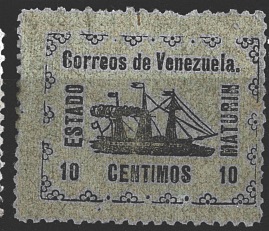 Correos de Venezuela.
ESTADO
MATURIN
10 CENTIMOS 10